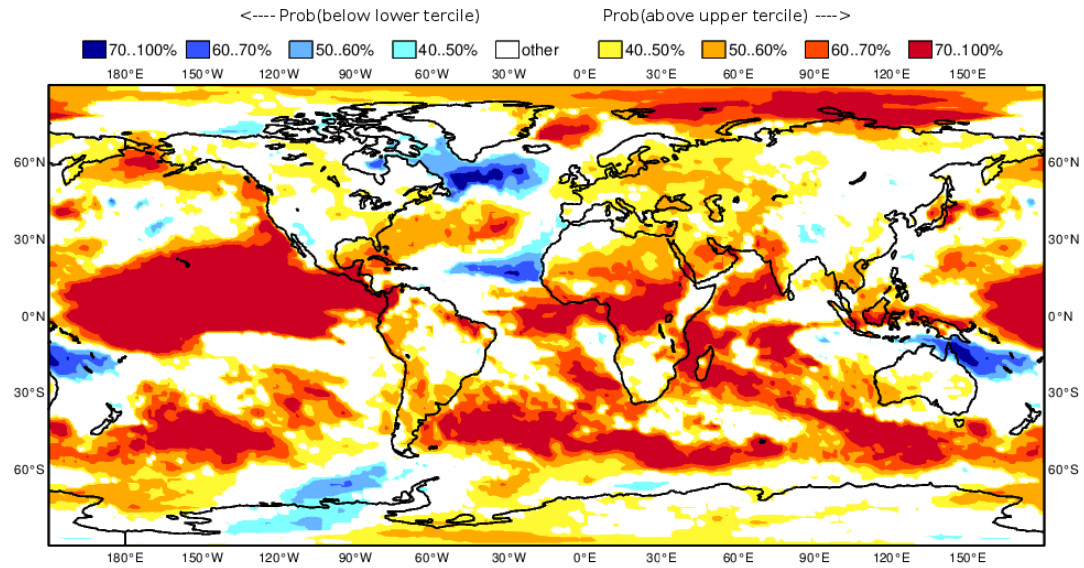 <---- Prob(below lower tercile) Prob(above upper tercile) ---->
70..100% 60..70% 50..60% 40..50% other 40..50% 50..60% 60..70% 70..100%
180°E 150°W 120°W 90°W 60°W 30°W 0°E 30°E 60°E 90°E 120°E 150°E
60°N 60°N
30°N 30°N
0°N 0°N
30°S 30°S
60°S 60°S
180°E 150°W 120°W 90°W 60°W 30°W 0°E 30°E 60°E 90°E 120°E 150°E